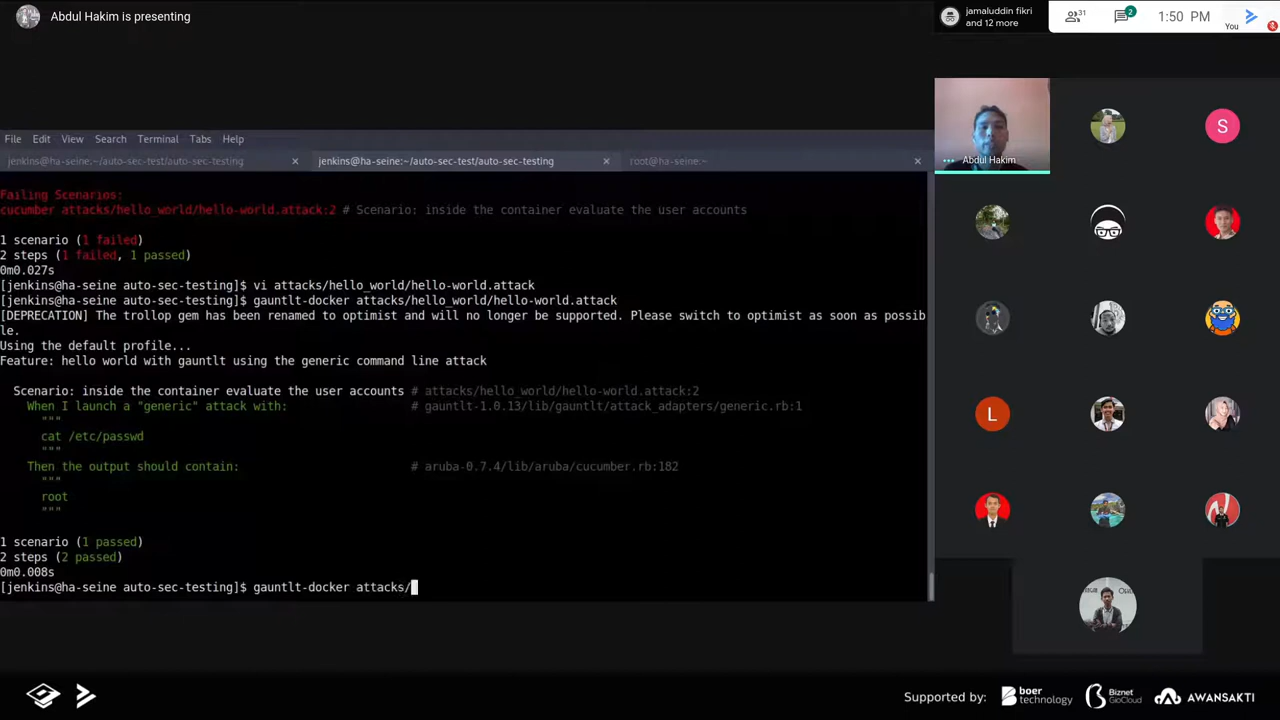 Abdul Hakim is presenting
jamaluddin fikri
and 12 more
31
2
1:50 PM
You
File Edit View Search Terminal Tabs Help
jenkins@ha-seine:~/auto-sec-test/auto-sec-testing
jenkins@ha-seine:~/auto-sec-test/auto-sec-testing
root@ha-seine:~
Failing Scenarios:
cucumber attacks/hello_world/hello-world.attack:2 # Scenario: inside the container evaluate the user accounts
1 scenario (1 failed)
2 steps (1 failed, 1 passed)
0m0.027s
[jenkins@ha-seine auto-sec-testing]$ vi attacks/hello_world/hello-world.attack
[jenkins@ha-seine auto-sec-testing]$ gauntlt-docker attacks/hello_world/hello-world.attack
[DEPRECATION] The trollop gem has been renamed to optimist and will no longer be supported. Please switch to optimist as soon as possib
le.
Using the default profile...
Feature: hello world with gauntlt using the generic command line attack
Scenario: inside the container evaluate the user accounts # attacks/hello_world/hello-world.attack:2
When I launch a "generic" attack with: # gauntlt-1.0.13/lib/gauntlt/attack_adapters/generic.rb:1
"""
cat /etc/passwd
"""
Then the output should contain: # aruba-0.7.4/lib/aruba/cucumber.rb:182
"""
root
"""
1 scenario (1 passed)
2 steps (2 passed)
0m0.008s
[jenkins@ha-seine auto-sec-testing]$ gauntlt-docker attacks/
Abdul Hakim
S
L
Supported by:
boer technology
Biznet GioCloud
AWANSAKTI